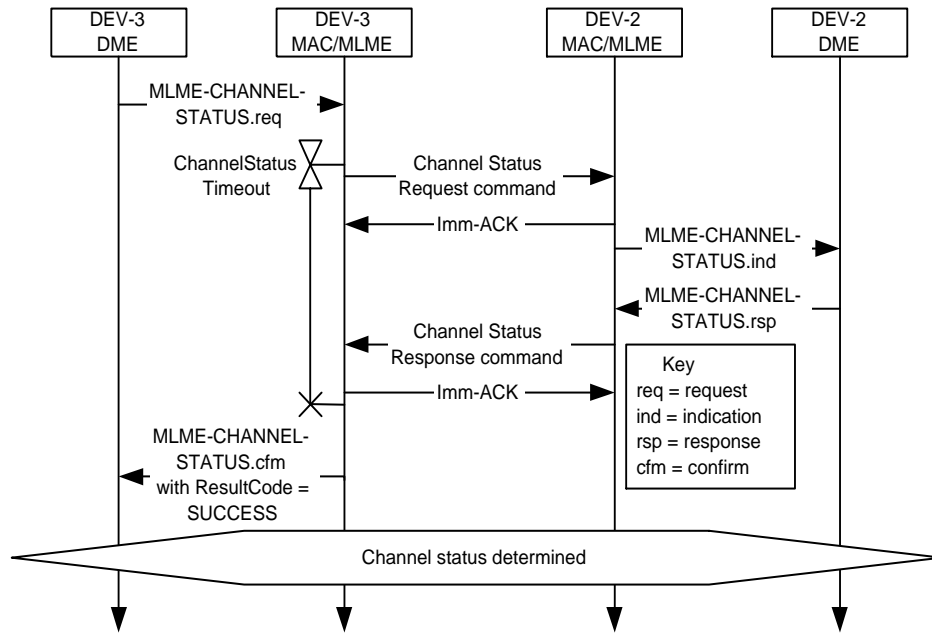 DEV-3
DME
DEV-3
MAC/MLME
DEV-2
MAC/MLME
DEV-2
DME
MLME-CHANNEL-
STATUS.req
ChannelStatus
Timeout
Channel Status
Request command
Imm-ACK
MLME-CHANNEL-
STATUS.ind
MLME-CHANNEL-
STATUS.rsp
Channel Status
Response command
Imm-ACK
Key
req = request
ind = indication
rsp = response
cfm = confirm
MLME-CHANNEL-
STATUS.cfm
with ResultCode =
SUCCESS
Channel status determined